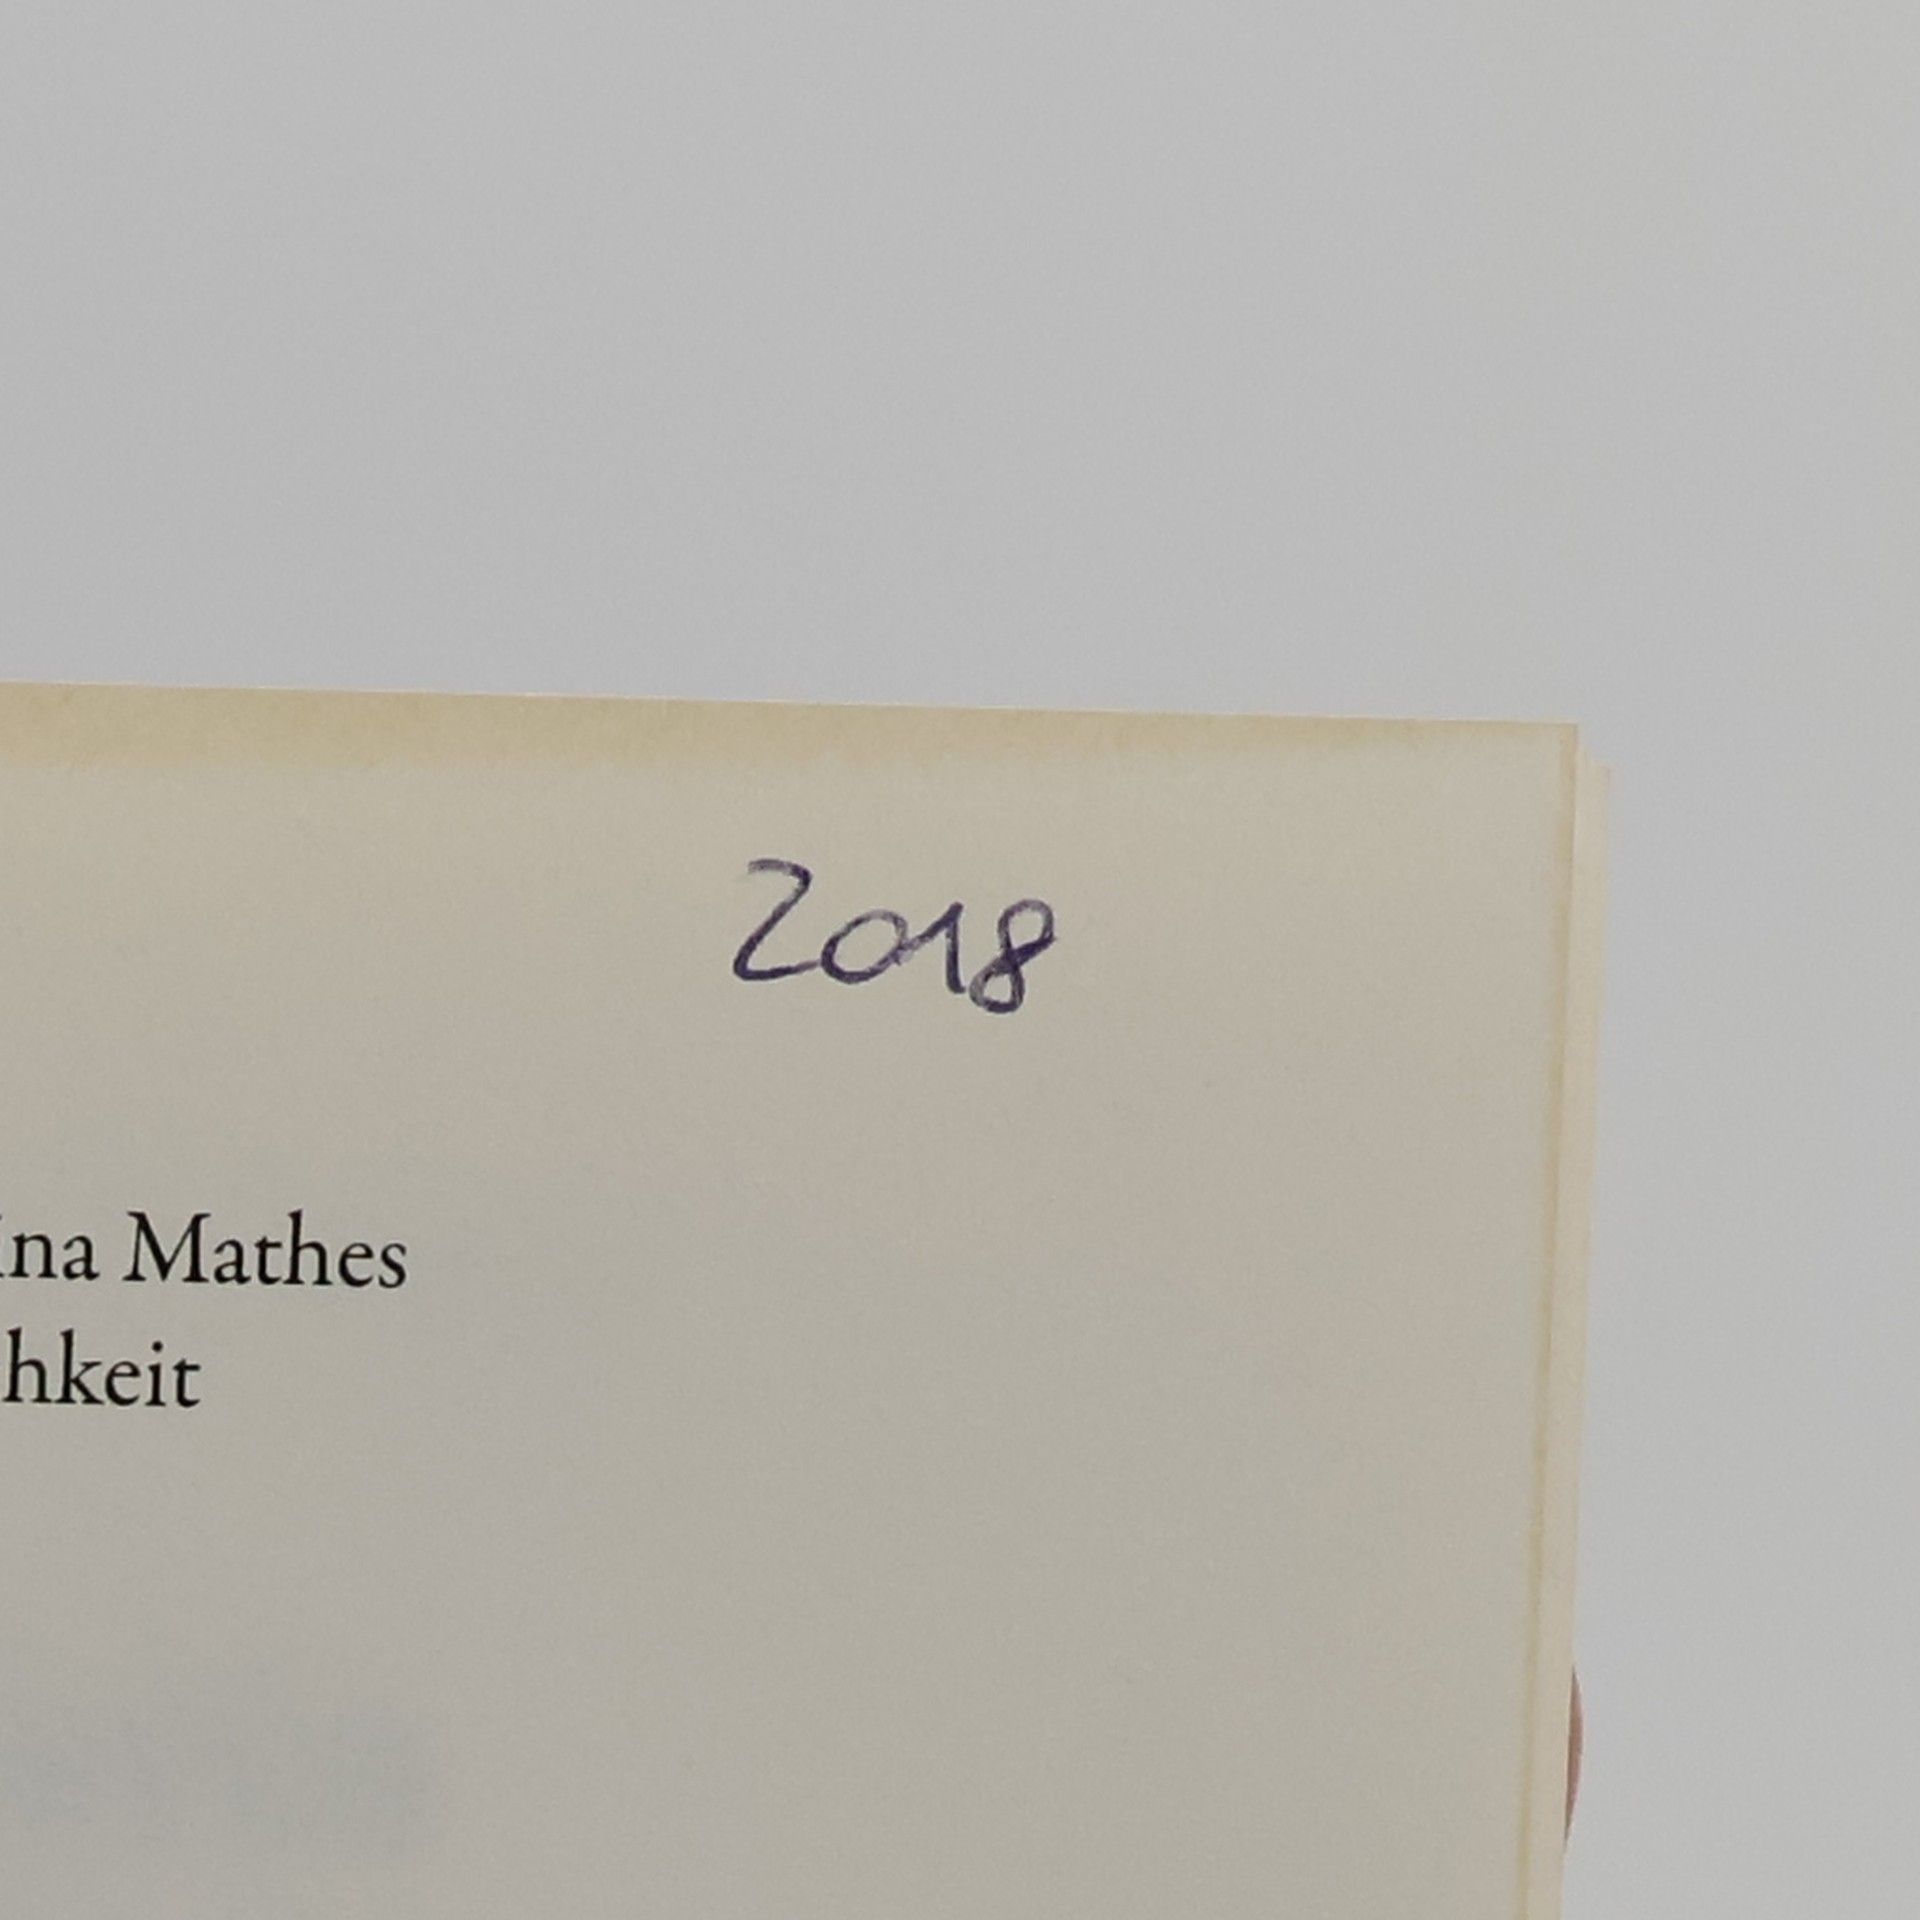 2018
ina Mathes
hkeit